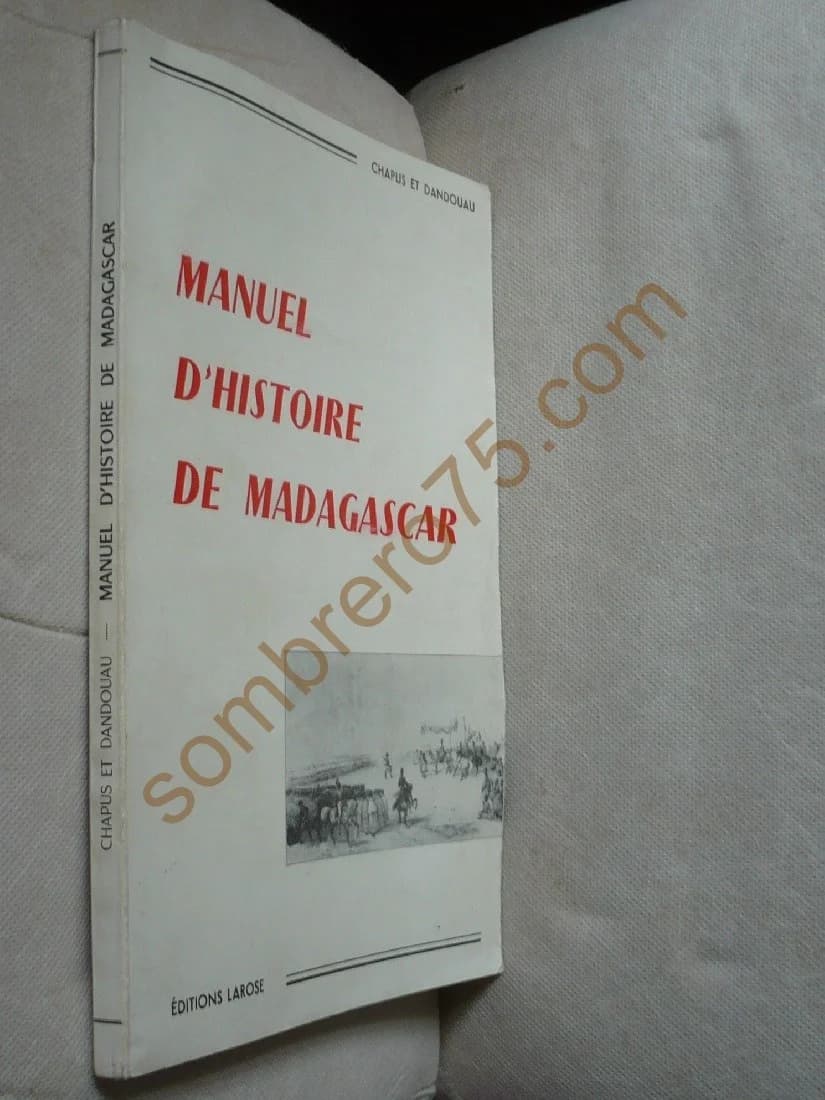 CHAPUS ET DANDOUAU
MANUEL
D'HISTOIRE
DE MADAGASCAR
ÉDITIONS LAROSE
CHAPUS ET DANDOUAU — MANUEL D'HISTOIRE DE MADAGASCAR
sombrero75.com